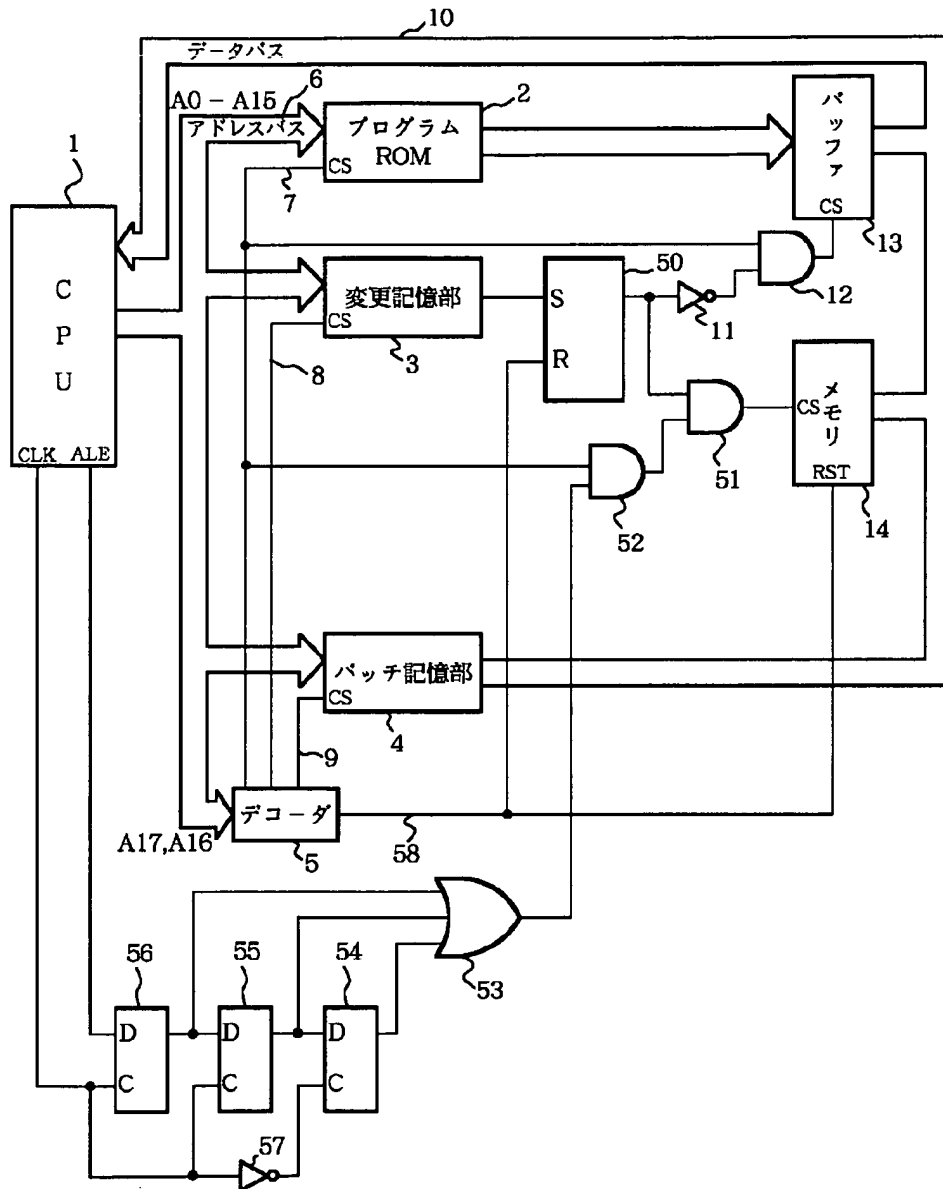 10
データバス
6
A0-A15
アドレスバス
2
プログラム
ROM
CS
7
バッファ
CS
13
1
CPU
CLK ALE
変更記憶部
CS
3
8
50
S
R
11
12
51
52
メモリ
CS
RST
14
パッチ記憶部
CS
4
9
デコーダ
5
58
A17,A16
53
56
D
C
55
D
C
54
D
C
57